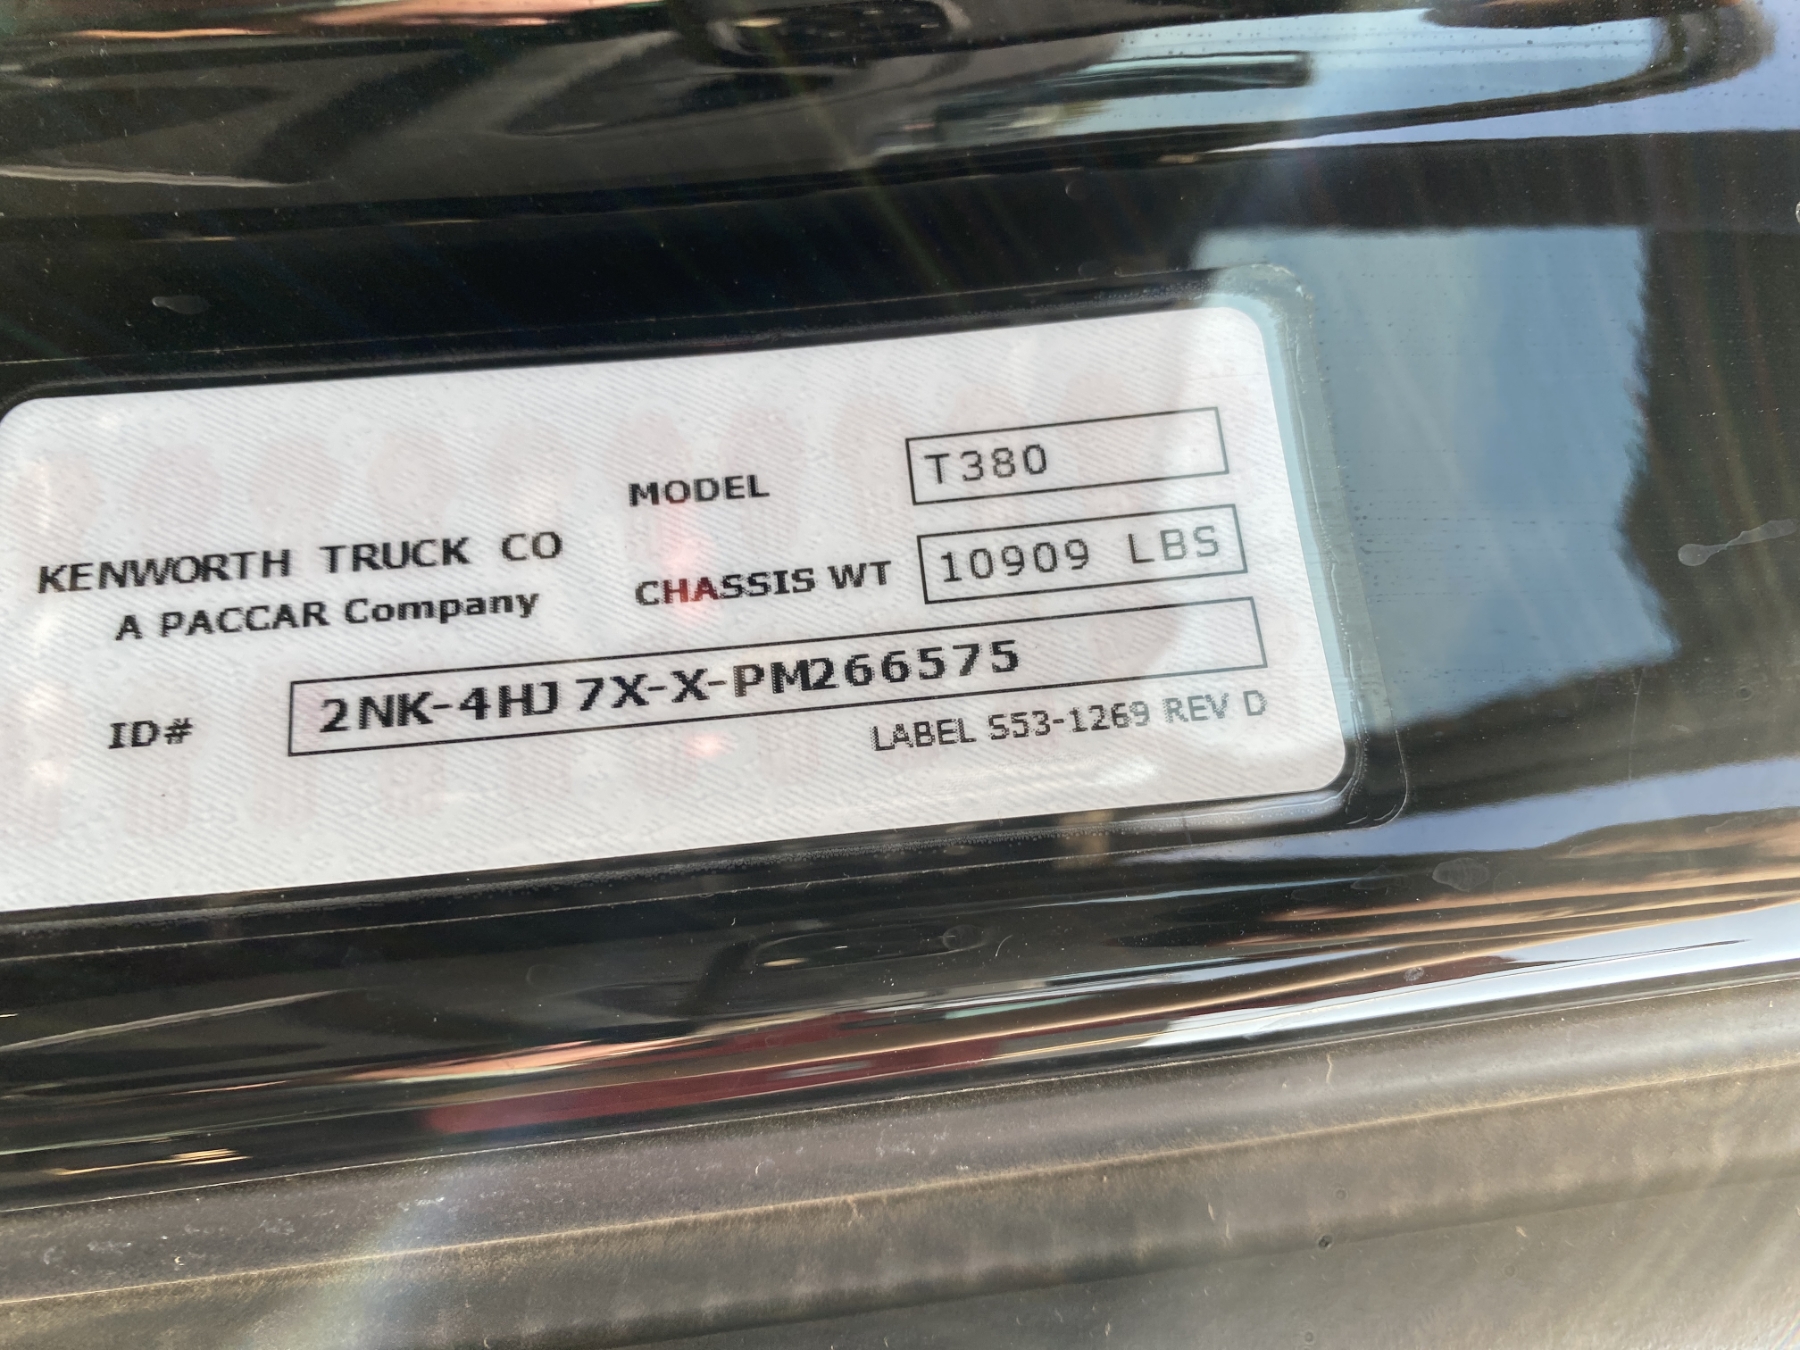 MODEL T380
KENWORTH TRUCK CO
CHASSIS WT 10909 LBS
A PACCAR Company
ID# 2NK-4HJ7X-X-PM266575
LABEL S53-1269 REV D